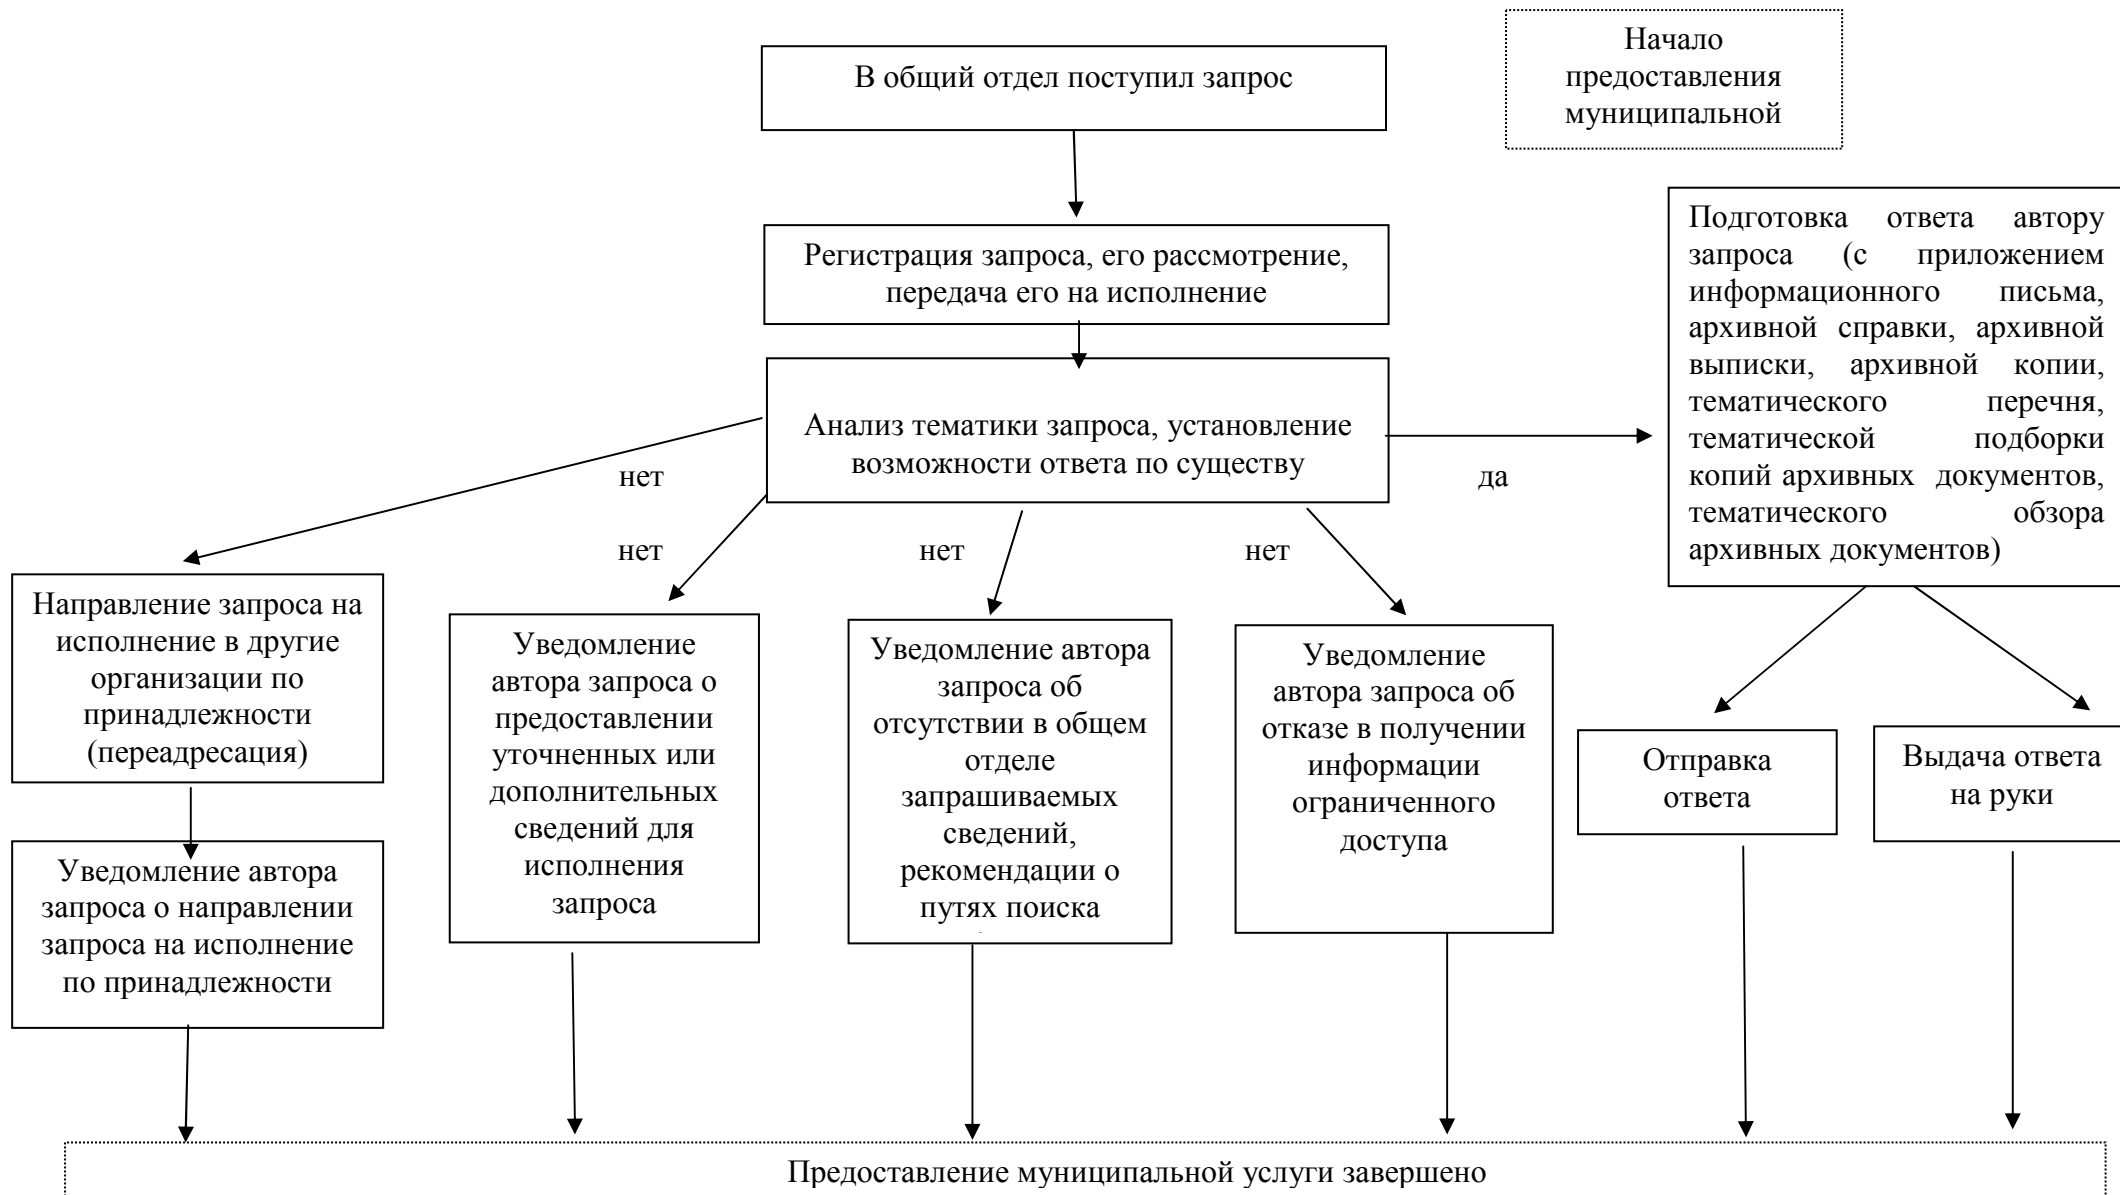 Начало
предоставления
муниципальной
В общий отдел поступил запрос
Регистрация запроса, его рассмотрение,
передача его на исполнение
Анализ тематики запроса, установление
возможности ответа по существу
нет
да
нет
нет
нет
Подготовка ответа автору
запроса (с приложением
информационного письма,
архивной справки, архивной
выписки, архивной копии,
тематического перечня,
тематической подборки
копий архивных документов,
тематического обзора
архивных документов)
Направление запроса на
исполнение в другие
организации по
принадлежности
(переадресация)
Уведомление автора
запроса о направлении
запроса на исполнение
по принадлежности
Уведомление
автора запроса о
предоставлении
уточненных или
дополнительных
сведений для
исполнения
запроса
Уведомление автора
запроса об
отсутствии в общем
отделе
запрашиваемых
сведений,
рекомендации о
путях поиска
Уведомление
автора запроса об
отказе в получении
информации
ограниченного
доступа
Отправка
ответа
Выдача ответа
на руки
Предоставление муниципальной услуги завершено